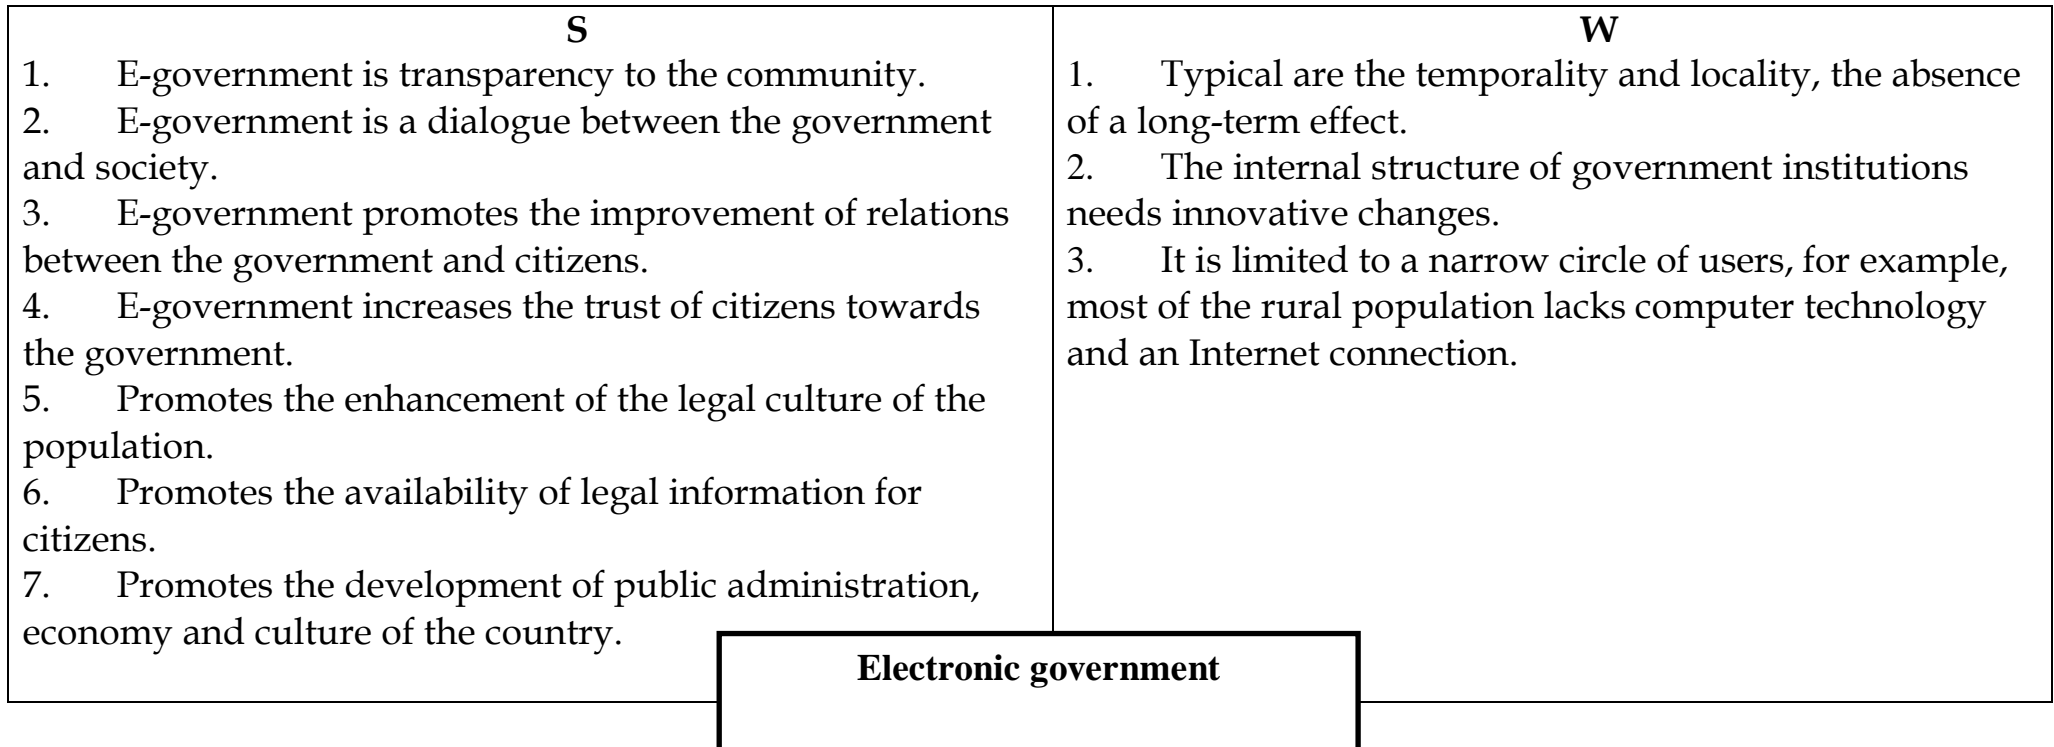 S
1. E-government is transparency to the community.
2. E-government is a dialogue between the government
and society.
3. E-government promotes the improvement of relations
between the government and citizens.
4. E-government increases the trust of citizens towards
the government.
5. Promotes the enhancement of the legal culture of the
population.
6. Promotes the availability of legal information for
citizens.
7. Promotes the development of public administration,
economy and culture of the country.
W
1. Typical are the temporality and locality, the absence
of a long-term effect.
2. The internal structure of government institutions
needs innovative changes.
3. It is limited to a narrow circle of users, for example,
most of the rural population lacks computer technology
and an Internet connection.
Electronic government